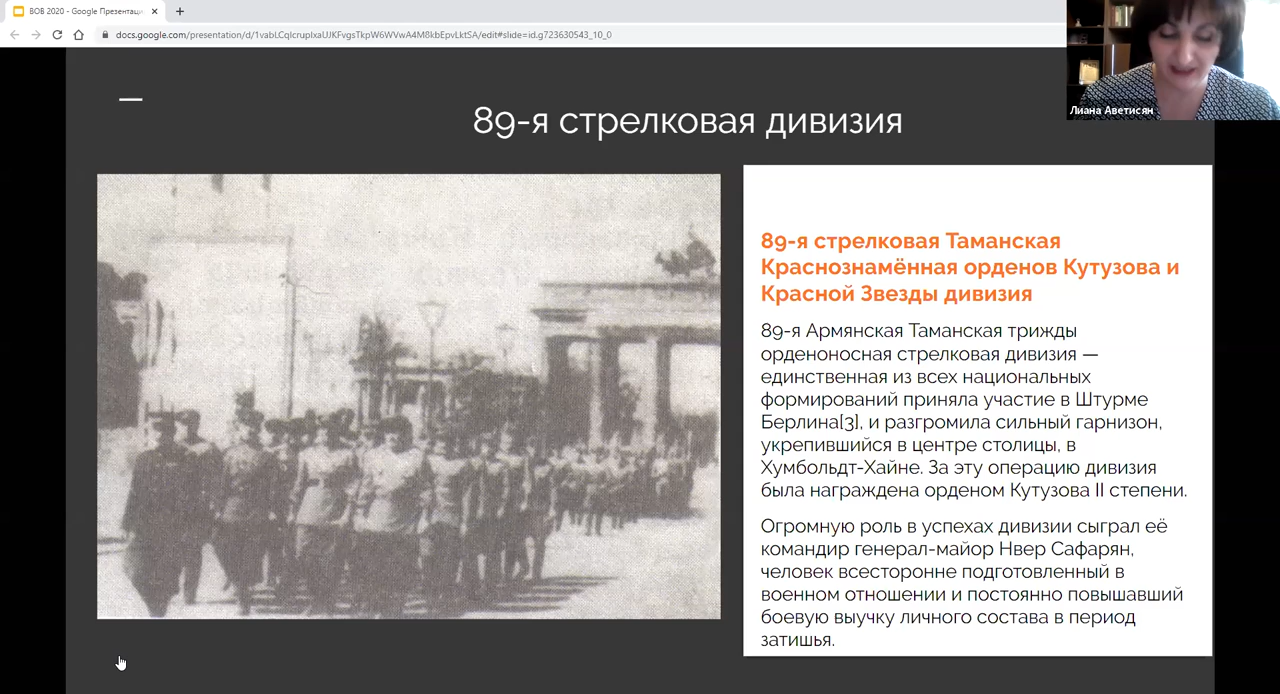 ВОВ 2020 - Google Презентаци
docs.google.com/presentation/d/1vabLCqIcrupIxaUJKFvgsTkpW6WVwA4M8kbEpvLktSA/edit#slide=id.g723630543_10_0
Лиана Аветисян
89-я стрелковая дивизия
89-я стрелковая Таманская
Краснознамённая орденов Кутузова и
Красной Звезды дивизия
89-я Армянская Таманская трижды
орденоносная стрелковая дивизия —
единственная из всех национальных
формирований приняла участие в Штурме
Берлина[3], и разгромила сильный гарнизон,
укрепившийся в центре столицы, в
Хумбольдт-Хайне. За эту операцию дивизия
была награждена орденом Кутузова II степени.
Огромную роль в успехах дивизии сыграл её
командир генерал-майор Нвер Сафарян,
человек всесторонне подготовленный в
военном отношении и постоянно повышавший
боевую выучку личного состава в период
затишья.